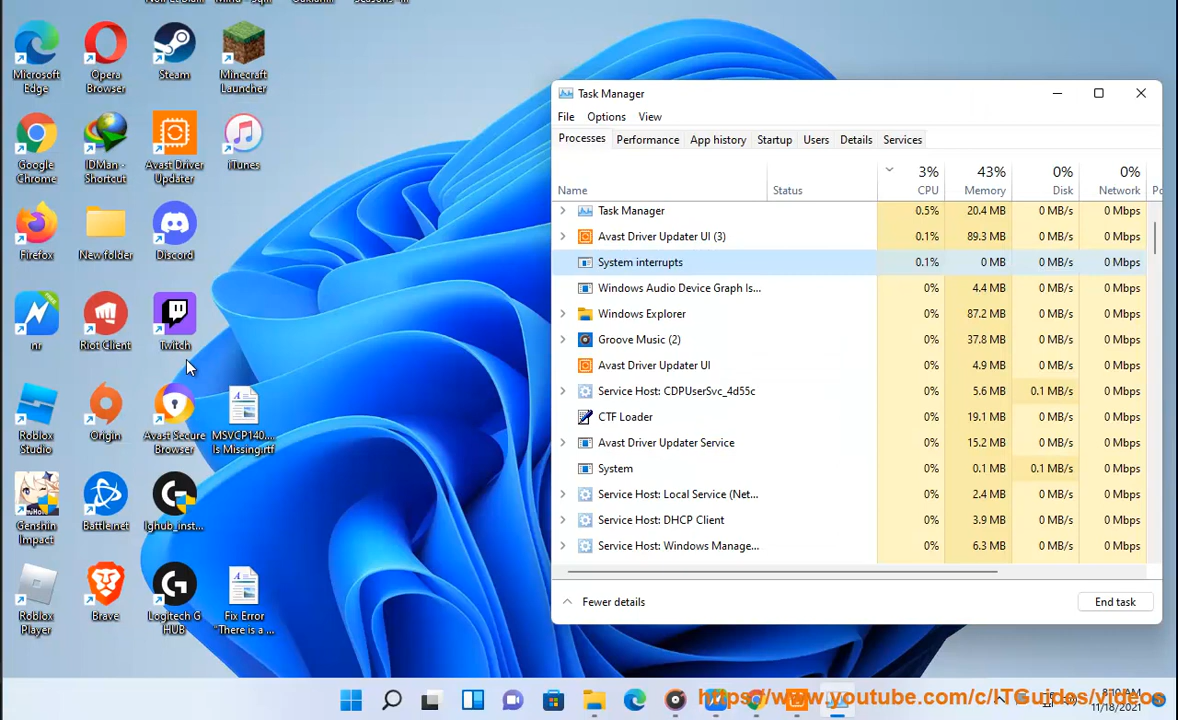 Microsoft Edge
Opera Browser
Steam
Minecraft Launcher
Google Chrome
IDMan - Shortcut
Avast Driver Updater
iTunes
Firefox
New folder
Discord
FREE
nr
Riot Client
Twitch
Roblox Studio
Origin
Avast Secure Browser
MSVCP140.... Is Missing.rtf
Genshin Impact
Battle.net
lghub_inst...
Roblox Player
Brave
Logitech G HUB
Fix Error "There is a ...
Task Manager
File Options View
Processes Performance App history Startup Users Details Services
3% 43% 0% 0%
Name Status CPU Memory Disk Network Po
Task Manager 0.5% 20.4 MB 0 MB/s 0 Mbps
Avast Driver Updater UI (3) 0.1% 89.3 MB 0 MB/s 0 Mbps
System interrupts 0.1% 0 MB 0 MB/s 0 Mbps
Windows Audio Device Graph Is... 0% 4.4 MB 0 MB/s 0 Mbps
Windows Explorer 0% 87.2 MB 0 MB/s 0 Mbps
Groove Music (2) 0% 37.8 MB 0 MB/s 0 Mbps
Avast Driver Updater UI 0% 4.9 MB 0 MB/s 0 Mbps
Service Host: CDPUserSvc_4d55c 0% 5.6 MB 0.1 MB/s 0 Mbps
CTF Loader 0% 19.1 MB 0 MB/s 0 Mbps
Avast Driver Updater Service 0% 15.2 MB 0 MB/s 0 Mbps
System 0% 0.1 MB 0.1 MB/s 0 Mbps
Service Host: Local Service (Net... 0% 2.4 MB 0 MB/s 0 Mbps
Service Host: DHCP Client 0% 3.9 MB 0 MB/s 0 Mbps
Service Host: Windows Manage... 0% 6.3 MB 0 MB/s 0 Mbps
Fewer details
End task
https://www.youtube.com/c/ITGuides/videos
8:10 AM
11/18/2021